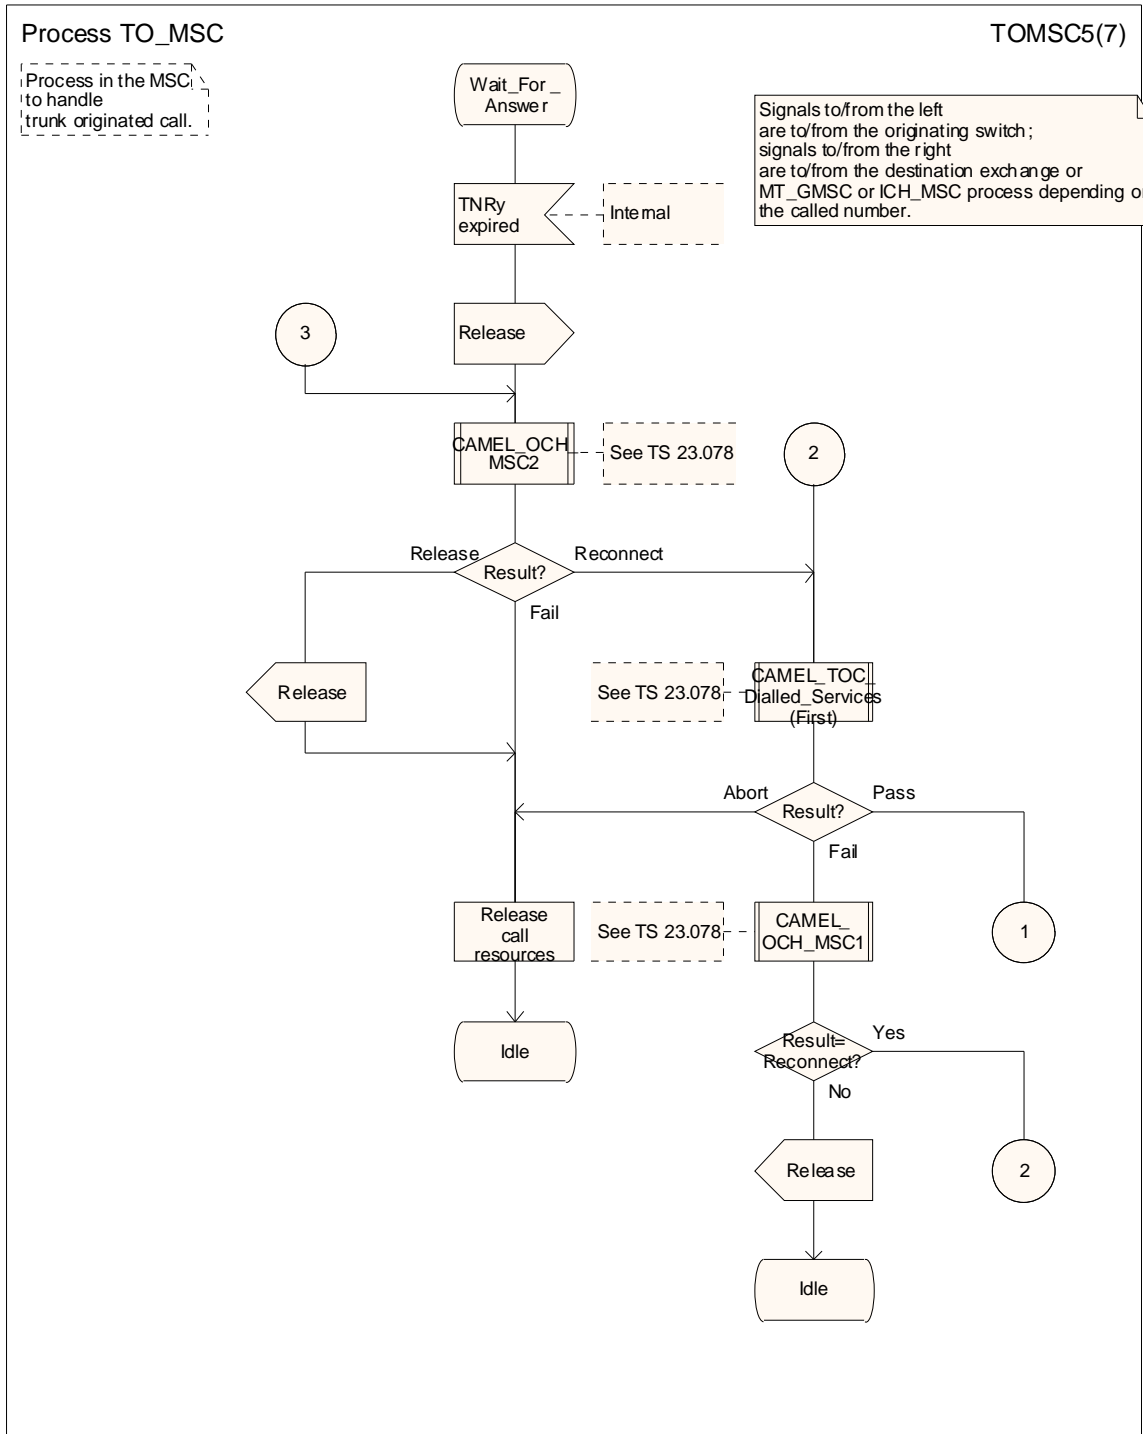 Process TO_MSC
TOMSC5(7)
Process in the MSC
to handle
trunk originated call.
Wait_For_
Answer
Signals to/from the left
are to/from the originating switch;
signals to/from the right
are to/from the destination exchange or
MT_GMSC or ICH_MSC process depending on
the called number.
TNRy
expired
Internal
Release
3
CAMEL_OCH_
MSC2
See TS 23.078
2
Release
Result?
Reconnect
Fail
Release
See TS 23.078
CAMEL_TOC_
Dialled_Services
(First)
Abort
Result?
Pass
Fail
Release
call
resources
See TS 23.078
CAMEL_
OCH_MSC1
1
Idle
Result=
Reconnect?
Yes
No
Release
2
Idle